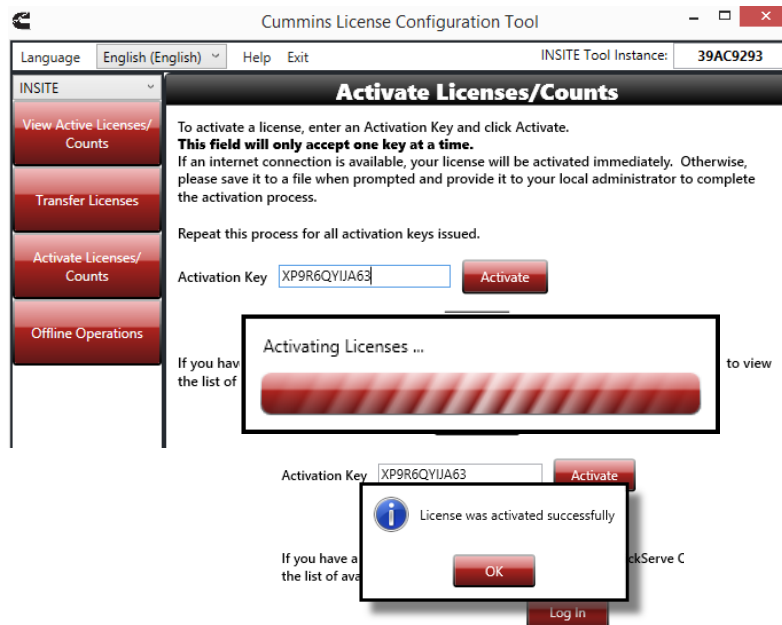 Cummins License Configuration Tool
Language English (English) Help Exit INSITE Tool Instance: 39AC9293
INSITE
View Active Licenses/
Counts
Transfer Licenses
Activate Licenses/
Counts
Offline Operations
Activate Licenses/Counts
To activate a license, enter an Activation Key and click Activate.
This field will only accept one key at a time.
If an internet connection is available, your license will be activated immediately. Otherwise,
please save it to a file when prompted and provide it to your local administrator to complete
the activation process.
Repeat this process for all activation keys issued.
Activation Key XP9R6QYIJA63 Activate
Activating Licenses ...
If you hav to view
the list of
Activation Key XP9R6QYIJA63 Activate
License was activated successfully
OK
If you have a ckServe C
the list of ava
Log In